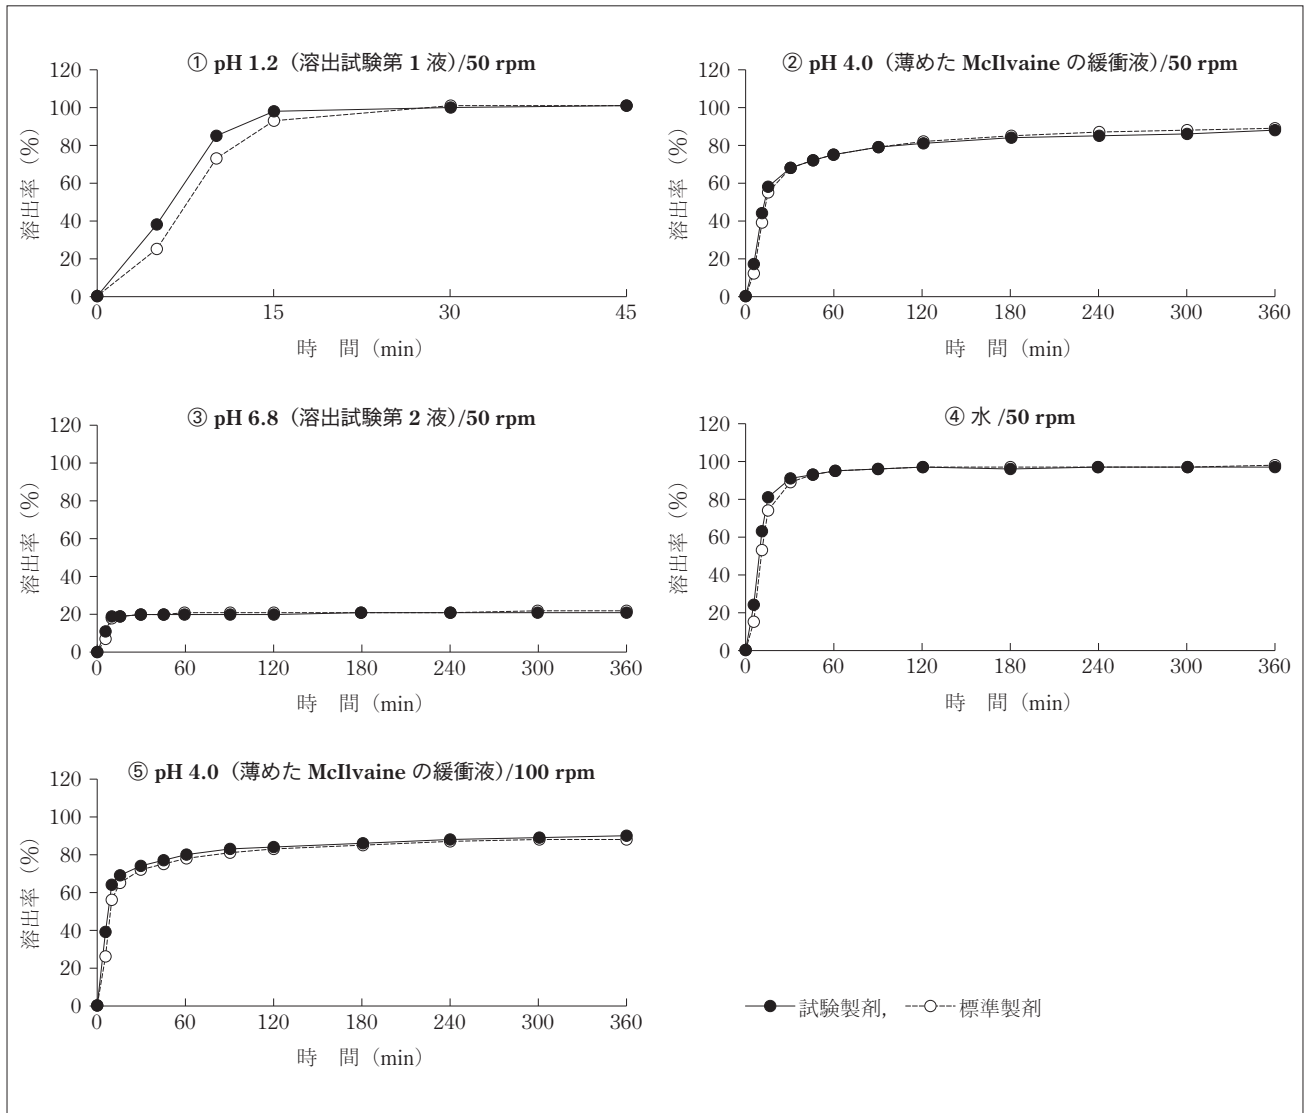 ① pH 1.2（溶出試験第 1 液)/50 rpm
120
100
80
60
40
20
0
溶出率（%）
0 15 30 45
時　間（min）
② pH 4.0（薄めた McIlvaine の緩衝液)/50 rpm
120
100
80
60
40
20
0
溶出率（%）
0 60 120 180 240 300 360
時　間（min）
③ pH 6.8（溶出試験第 2 液)/50 rpm
120
100
80
60
40
20
0
溶出率（%）
0 60 120 180 240 300 360
時　間（min）
④ 水 /50 rpm
120
100
80
60
40
20
0
溶出率（%）
0 60 120 180 240 300 360
時　間（min）
⑤ pH 4.0（薄めた McIlvaine の緩衝液)/100 rpm
120
100
80
60
40
20
0
溶出率（%）
0 60 120 180 240 300 360
時　間（min）
試験製剤, 標準製剤